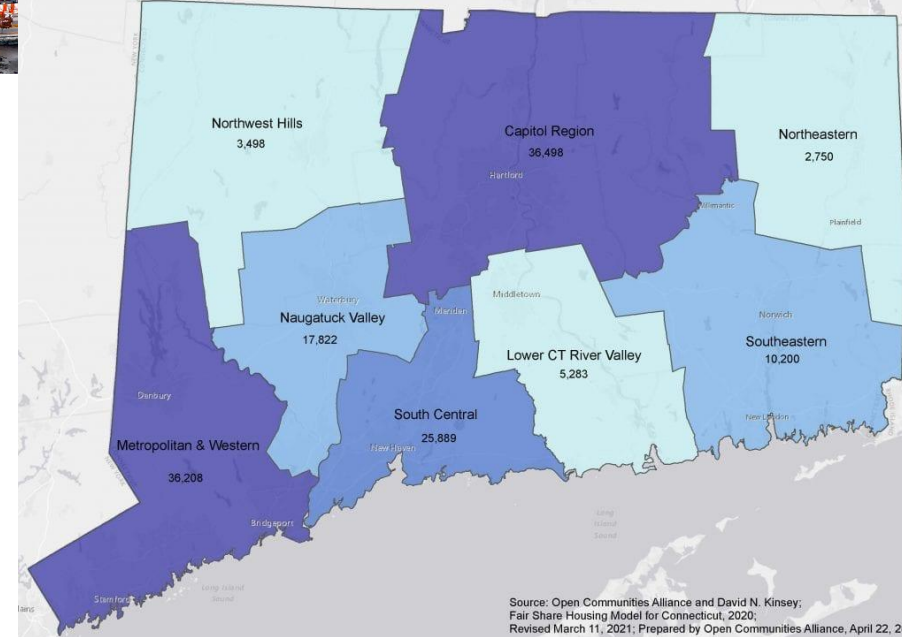 Northwest Hills
3,498
Capitol Region
36,498
Hartford
Northeastern
2,750
Willimantic
Plainfield
Waterbury
Naugatuck Valley
17,822
Meriden
Middletown
Norwich
Southeastern
10,200
Lower CT River Valley
5,283
Danbury
South Central
25,889
New Haven
New London
Metropolitan & Western
36,208
Bridgeport
Long
Island
Sound
Stamford
Long Island
Sound
Source: Open Communities Alliance and David N. Kinsey;
Fair Share Housing Model for Connecticut, 2020;
Revised March 11, 2021; Prepared by Open Communities Alliance, April 22,